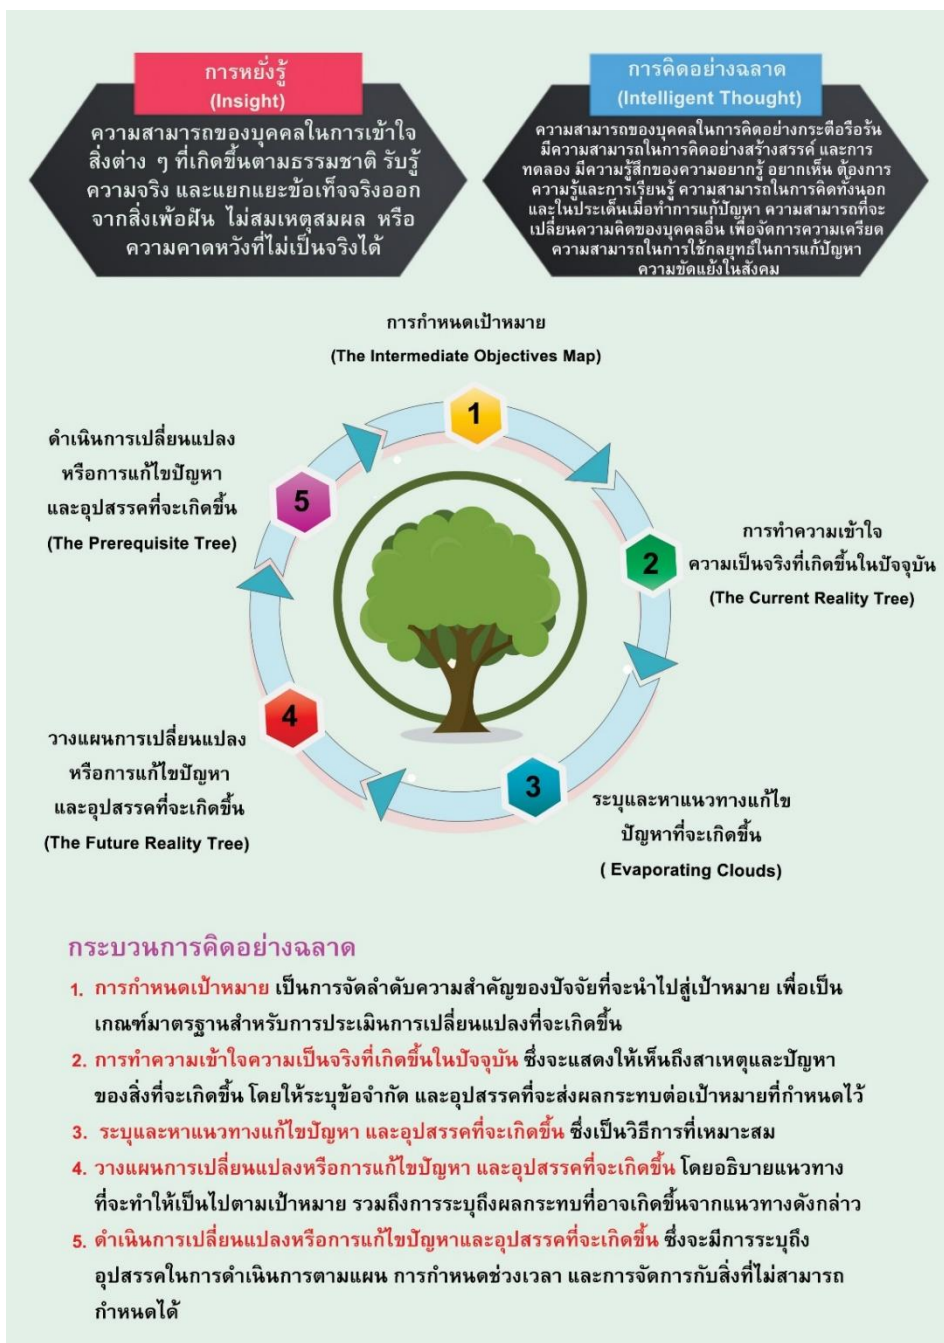 การหยั่งรู้
(Insight)
ความสามารถของบุคคลในการเข้าใจ
สิ่งต่าง ๆ ที่เกิดขึ้นตามธรรมชาติ รับรู้
ความจริง และแยกแยะข้อเท็จจริงออก
จากสิ่งเพ้อฝัน ไม่สมเหตุสมผล หรือ
ความคาดหวังที่ไม่เป็นจริงได้
การคิดอย่างฉลาด
(Intelligent Thought)
ความสามารถของบุคคลในการคิดอย่างกระตือรือร้น
มีความสามารถในการคิดอย่างสร้างสรรค์ และการ
ทดลอง มีความรู้สึกของความอยากรู้ อยากเห็น ต้องการ
ความรู้และการเรียนรู้ ความสามารถในการคิดทั้งนอก
และในประเด็นเมื่อทำการแก้ปัญหา ความสามารถที่จะ
เปลี่ยนความคิดของบุคคลอื่น เพื่อจัดการความเครียด
ความสามารถในการใช้กลยุทธ์ในการแก้ปัญหา
ความขัดแย้งในสังคม
การกำหนดเป้าหมาย
(The Intermediate Objectives Map)
1
การทำความเข้าใจ
ความเป็นจริงที่เกิดขึ้นในปัจจุบัน
(The Current Reality Tree)
2
ระบุและหาแนวทางแก้ไข
ปัญหาที่จะเกิดขึ้น
( Evaporating Clouds)
3
วางแผนการเปลี่ยนแปลง
หรือการแก้ไขปัญหา
และอุปสรรคที่จะเกิดขึ้น
(The Future Reality Tree)
4
ดำเนินการเปลี่ยนแปลง
หรือการแก้ไขปัญหา
และอุปสรรคที่จะเกิดขึ้น
(The Prerequisite Tree)
5
กระบวนการคิดอย่างฉลาด
1. การกำหนดเป้าหมาย เป็นการจัดลำดับความสำคัญของปัจจัยที่จะนำไปสู่เป้าหมาย เพื่อเป็น
เกณฑ์มาตรฐานสำหรับการประเมินการเปลี่ยนแปลงที่จะเกิดขึ้น
2. การทำความเข้าใจความเป็นจริงที่เกิดขึ้นในปัจจุบัน ซึ่งจะแสดงให้เห็นถึงสาเหตุและปัญหา
ของสิ่งที่จะเกิดขึ้น โดยให้ระบุข้อจำกัด และอุปสรรคที่จะส่งผลกระทบต่อเป้าหมายที่กำหนดไว้
3. ระบุและหาแนวทางแก้ไขปัญหา และอุปสรรคที่จะเกิดขึ้น ซึ่งเป็นวิธีการที่เหมาะสม
4. วางแผนการเปลี่ยนแปลงหรือการแก้ไขปัญหา และอุปสรรคที่จะเกิดขึ้น โดยอธิบายแนวทาง
ที่จะทำให้เป็นไปตามเป้าหมาย รวมถึงการระบุถึงผลกระทบที่อาจเกิดขึ้นจากแนวทางดังกล่าว
5. ดำเนินการเปลี่ยนแปลงหรือการแก้ไขปัญหาและอุปสรรคที่จะเกิดขึ้น ซึ่งจะมีการระบุถึง
อุปสรรคในการดำเนินการตามแผน การกำหนดช่วงเวลา และการจัดการกับสิ่งที่ไม่สามารถ
กำหนดได้